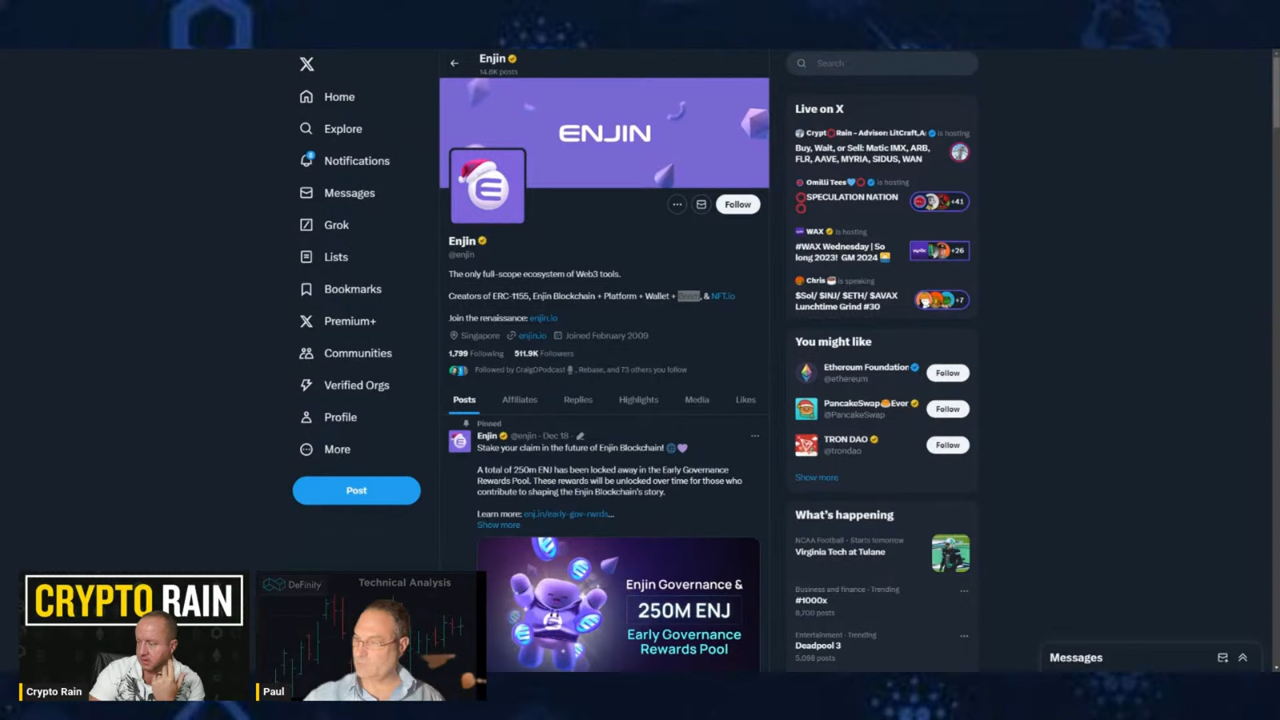 Home
Explore
Notifications
Messages
Grok
Lists
Bookmarks
Premium+
Communities
Verified Orgs
Profile
More
Post
Enjin
14.8K posts
ENJIN
Follow
Enjin
@enjin
The only full-scope ecosystem of Web3 tools.
Creators of ERC-1155, Enjin Blockchain + Platform + Wallet + & NFT.io
Join the renaissance: enjin.io
Singapore enjin.io Joined February 2009
1,799 Following 511.9K Followers
Followed by CraigOPodcast, Rebase, and 73 others you follow
Posts Affiliates Replies Highlights Media Likes
Pinned
Enjin @enjin · Dec 18 ·
Stake your claim in the future of Enjin Blockchain!
A total of 250m ENJ has been locked away in the Early Governance
Rewards Pool. These rewards will be unlocked over time for those who
contribute to shaping the Enjin Blockchain's story.
Learn more: enj.in/early-gov-rwrds...
Show more
Enjin Governance &
250M ENJ
Early Governance
Rewards Pool
Search
Live on X
Crypt Rain - Advisor: LitCraft,A is hosting
Buy, Wait, or Sell: Matic IMX, ARB,
FLR, AAVE, MYRIA, SIDUS, WAN
Omilli Tees is hosting
SPECULATION NATION
+41
WAX is hosting
#WAX Wednesday | So
long 2023! GM 2024
+26
Chris is speaking
$Sol/ $INJ/ $ETH/ $AVAX
Lunchtime Grind #30
+7
You might like
Ethereum Foundation
@ethereum
Follow
PancakeSwap Ever
@PancakeSwap
Follow
TRON DAO
@trondao
Follow
Show more
What's happening
NCAA Football · Starts tomorrow
Virginia Tech at Tulane
Business and finance · Trending
#1000x
8,700 posts
Entertainment · Trending
Deadpool 3
5,098 posts
Messages
CRYPTO RAIN
Crypto Rain
DeFinity
Technical Analysis
Paul